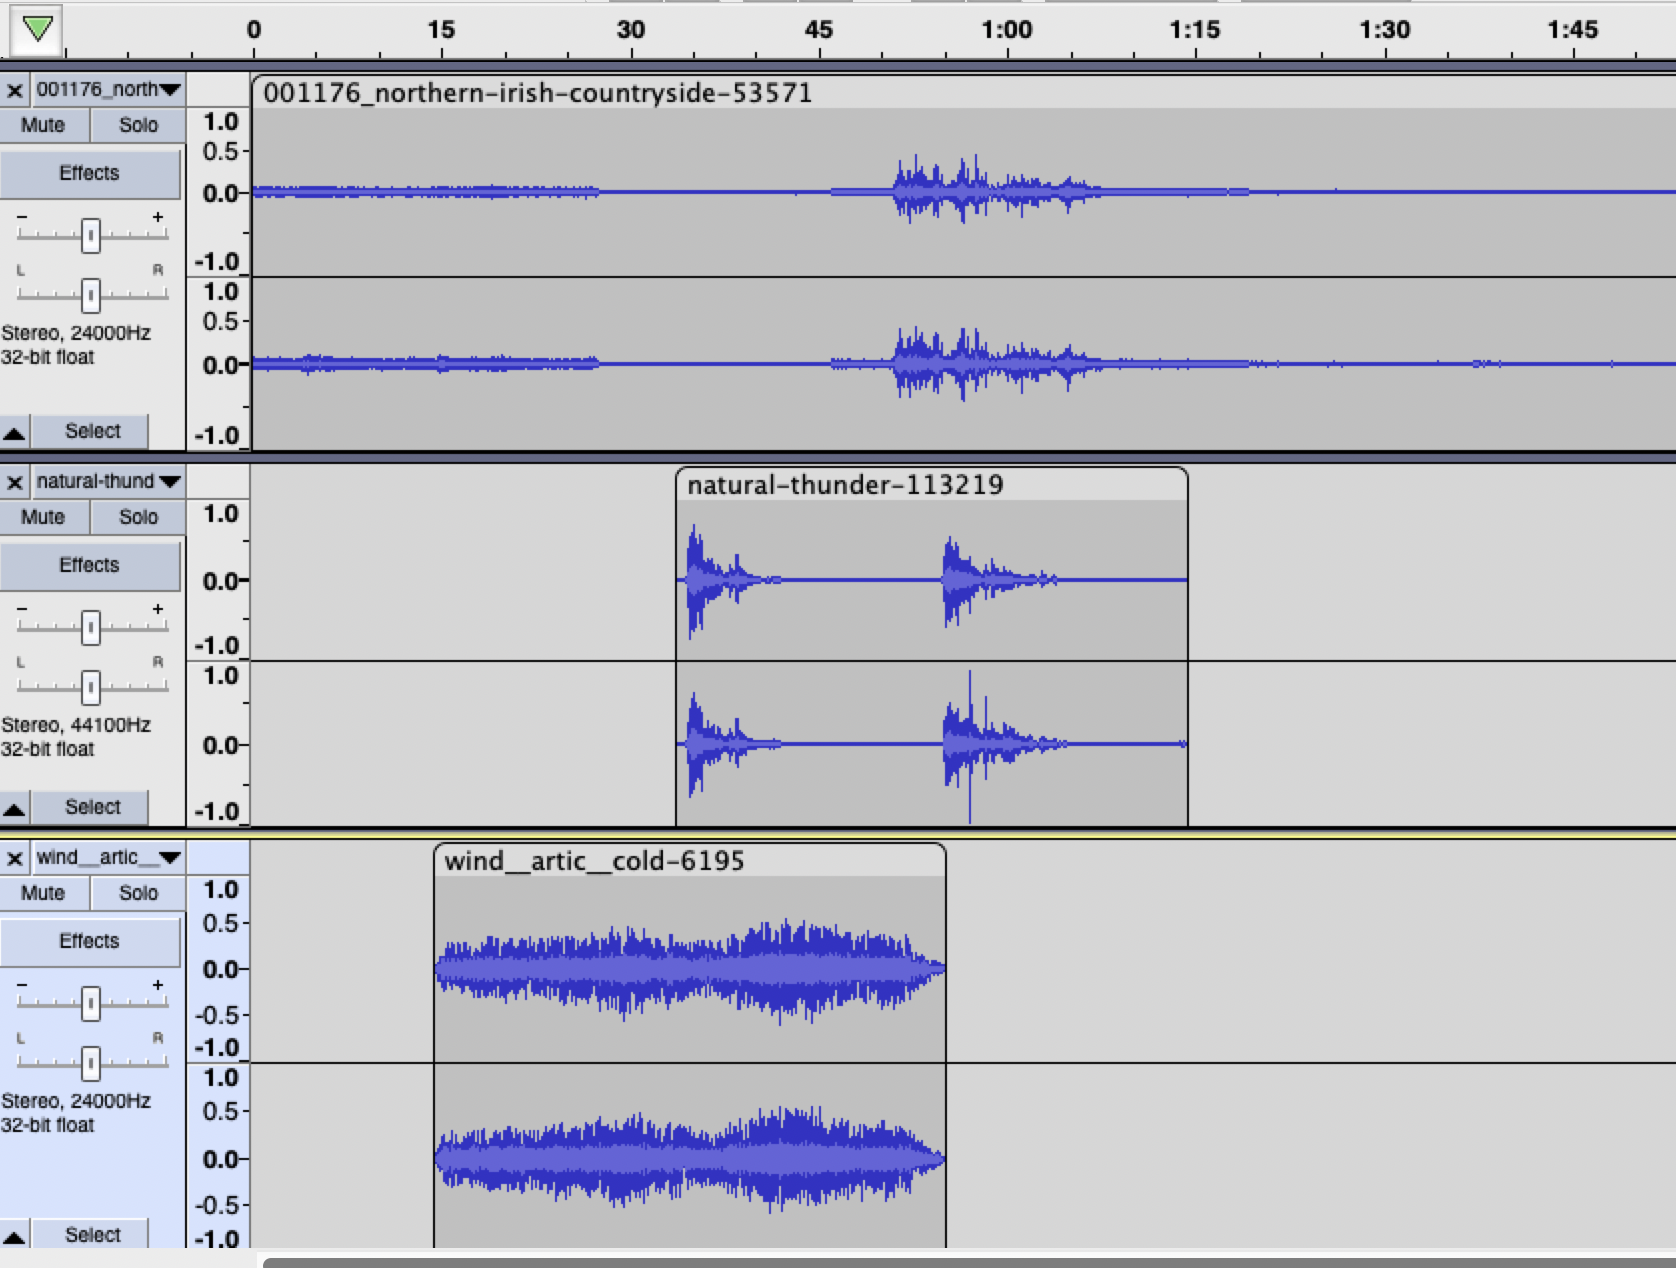 0 15 30 45 1:00 1:15 1:30 1:45
001176_north
001176_northern-irish-countryside-53571
Mute Solo
Effects
- +
L R
Stereo, 24000Hz
32-bit float
Select
1.0
0.5
0.0
-1.0
1.0
0.5
0.0
-1.0
natural-thund
natural-thunder-113219
Mute Solo
Effects
- +
L R
Stereo, 44100Hz
32-bit float
Select
1.0
0.0
-1.0
1.0
0.0
-1.0
wind__artic__
wind__artic__cold-6195
Mute Solo
Effects
- +
L R
Stereo, 24000Hz
32-bit float
Select
1.0
0.5
0.0
-0.5
-1.0
1.0
0.5
0.0
-0.5
-1.0